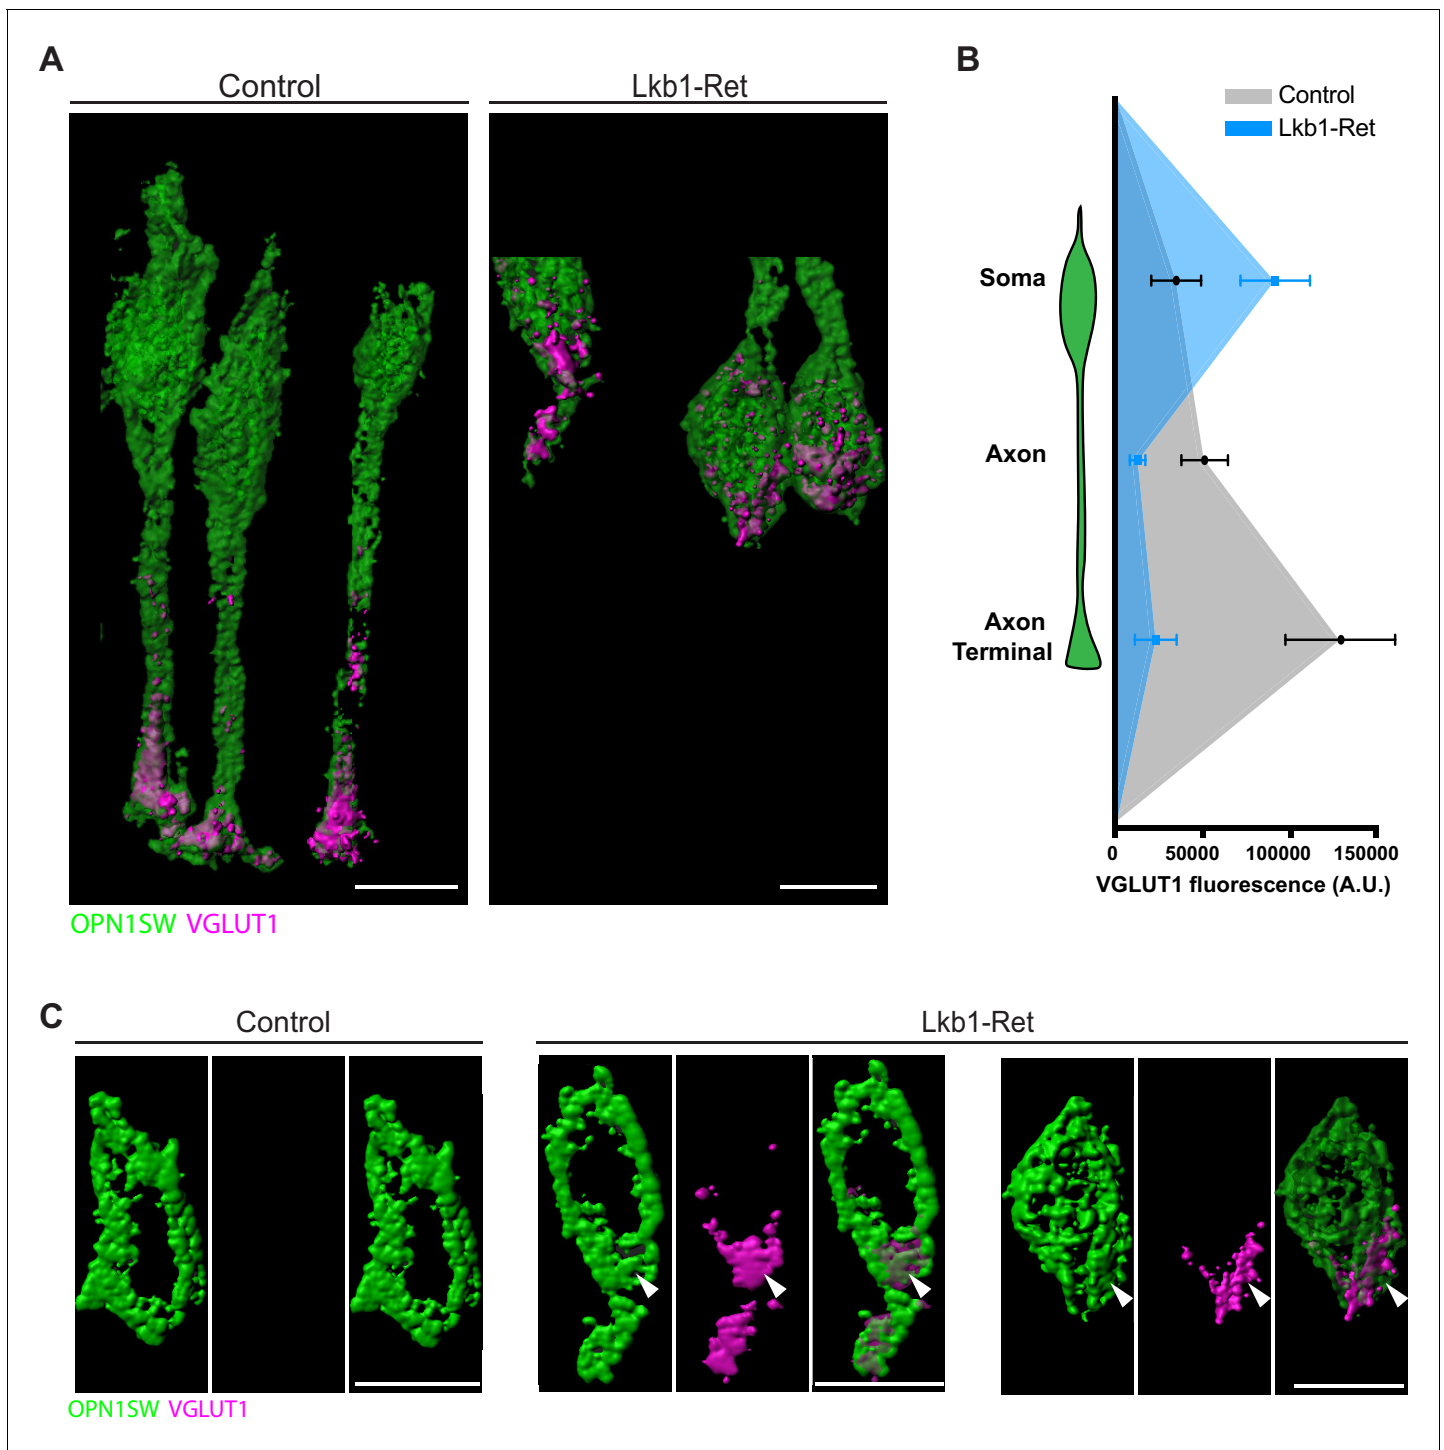 A
Control
Lkb1-Ret
OPN1SW VGLUT1
B
Control
Lkb1-Ret
Soma
Axon
Axon
Terminal
0 50000 100000 150000
VGLUT1 fluorescence (A.U.)
C
Control
Lkb1-Ret
OPN1SW VGLUT1